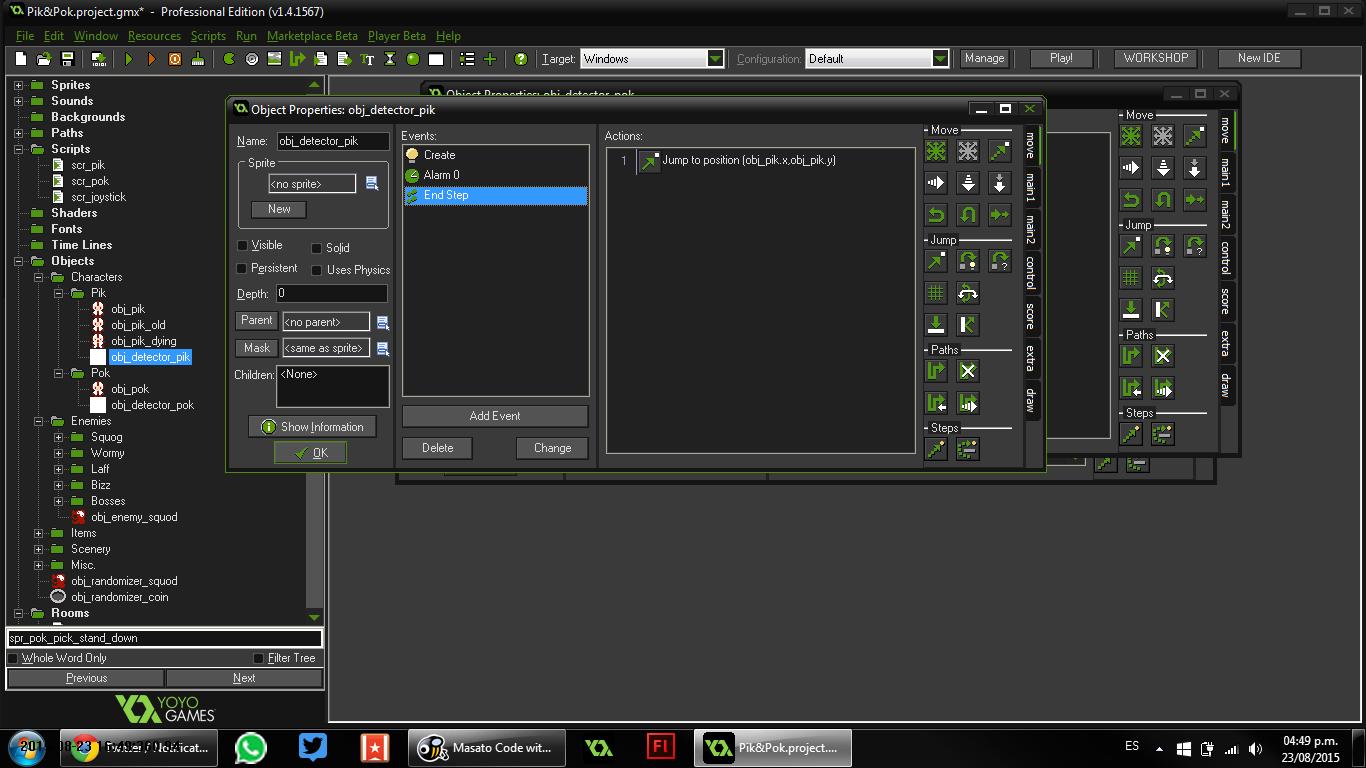 Pik&Pok.project.gmx* - Professional Edition (v1.4.1567)
File Edit Window Resources Scripts Run Marketplace Beta Player Beta Help
Target: Windows Configuration: Default Manage Play! WORKSHOP New IDE
Sprites
Sounds
Backgrounds
Paths
Scripts
scr_pik
scr_pok
scr_joystick
Shaders
Fonts
Time Lines
Objects
Characters
Pik
obj_pik
obj_pik_old
obj_pik_dying
obj_detector_pik
Pok
obj_pok
obj_detector_pok
Enemies
Squog
Wormy
Laff
Bizz
Bosses
obj_enemy_squod
Items
Scenery
Misc.
obj_randomizer_squod
obj_randomizer_coin
Rooms
spr_pok_pick_stand_down
Whole Word Only Filter Tree
Previous Next
YOYO
GAMES
Object Properties: obj_detector_pok
Object Properties: obj_detector_pik
Name: obj_detector_pik
Sprite
<no sprite>
New
Visible Solid
Persistent Uses Physics
Depth: 0
Parent <no parent>
Mask <same as sprite>
Children: <None>
Show Information
OK
Events:
Create
Alarm 0
End Step
Add Event
Delete Change
Actions:
1 Jump to position (obj_pik.x,obj_pik.y)
Move
Jump
Paths
Steps
move
main1
main2
control
score
extra
draw
Move
Jump
Paths
Steps
move
main1
main2
control
score
extra
draw
Masato Code wit...
Fl
Pik&Pok.project....
ES
04:49 p.m.
23/08/2015